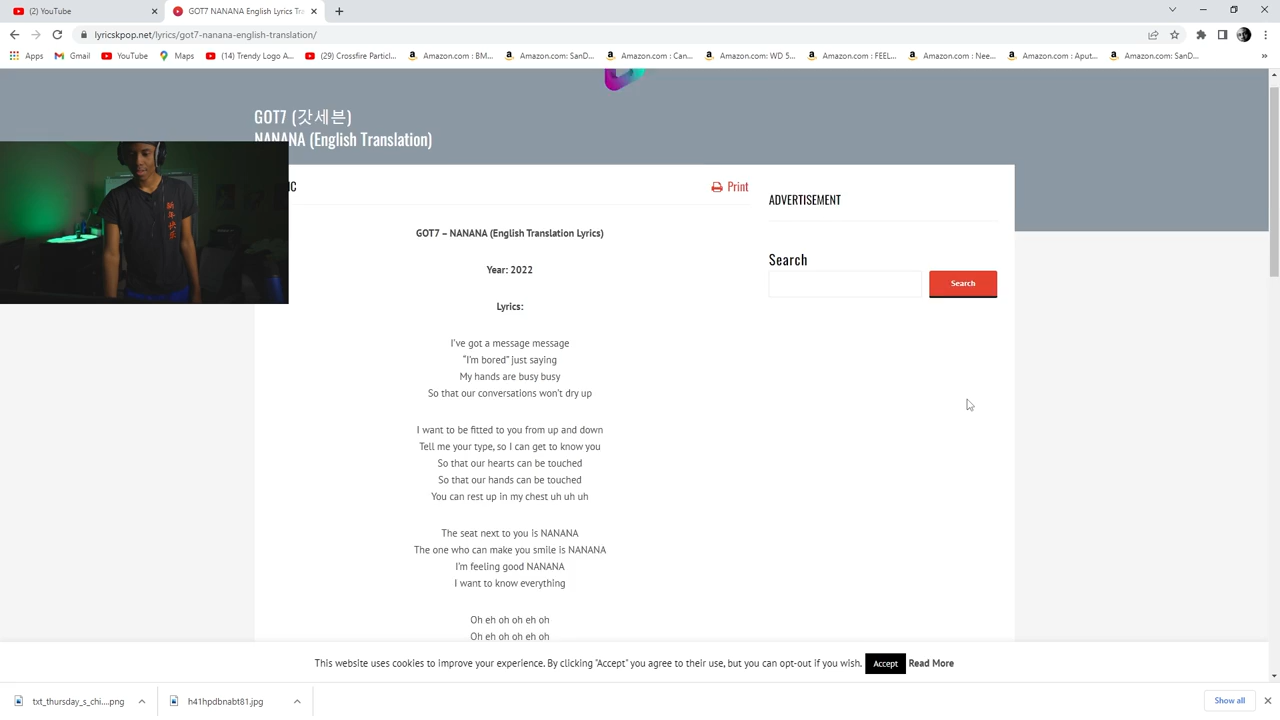 (2) YouTube
GOT7 NANANA English Lyrics Tra
lyricskpop.net/lyrics/got7-nanana-english-translation/
Apps
Gmail
YouTube
Maps
(14) Trendy Logo A...
(29) Crossfire Particl...
Amazon.com : BM...
Amazon.com: SanD...
Amazon.com : Can...
Amazon.com: WD 5...
Amazon.com : FEEL...
Amazon.com : Nee...
Amazon.com : Aput...
Amazon.com: SanD...
»
GOT7 (갓세븐)
NANANA (English Translation)
新年快乐
IC
Print
ADVERTISEMENT
GOT7 – NANANA (English Translation Lyrics)
Search
Year: 2022
Search
Lyrics:
I've got a message message
“I'm bored” just saying
My hands are busy busy
So that our conversations won't dry up
I want to be fitted to you from up and down
Tell me your type, so I can get to know you
So that our hearts can be touched
So that our hands can be touched
You can rest up in my chest uh uh uh
The seat next to you is NANANA
The one who can make you smile is NANANA
I'm feeling good NANANA
I want to know everything
Oh eh oh oh eh oh
Oh eh oh oh eh oh
This website uses cookies to improve your experience. By clicking "Accept" you agree to their use, but you can opt-out if you wish.
Accept
Read More
txt_thursday_s_chi....png
h41hpdbnabt81.jpg
Show all